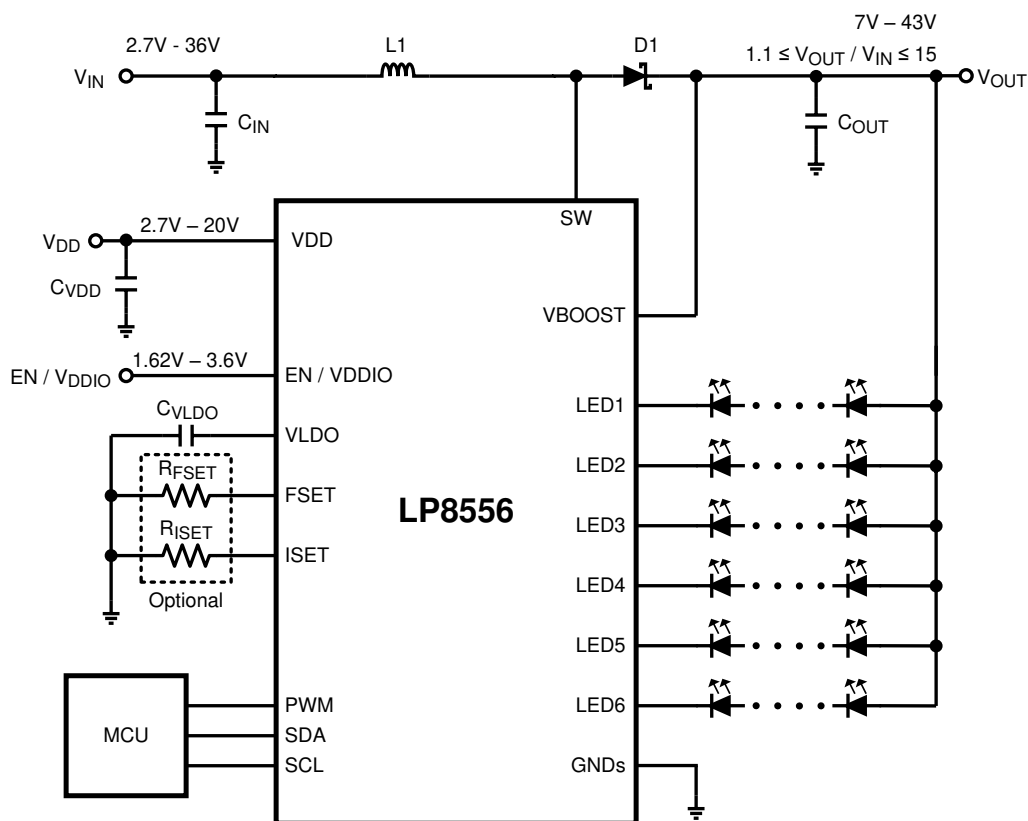 7V – 43V
2.7V - 36V
L1
D1
1.1 ≤ VOUT / VIN ≤ 15
VIN
VOUT
CIN
COUT
SW
2.7V – 20V
VDD
VDD
CVDD
VBOOST
1.62V – 3.6V
EN / VDDIO
EN / VDDIO
CVLDO
VLDO
LED1
RFSET
LED2
FSET
LP8556
RISET
LED3
ISET
Optional
LED4
LED5
PWM
LED6
MCU
SDA
SCL
GNDs